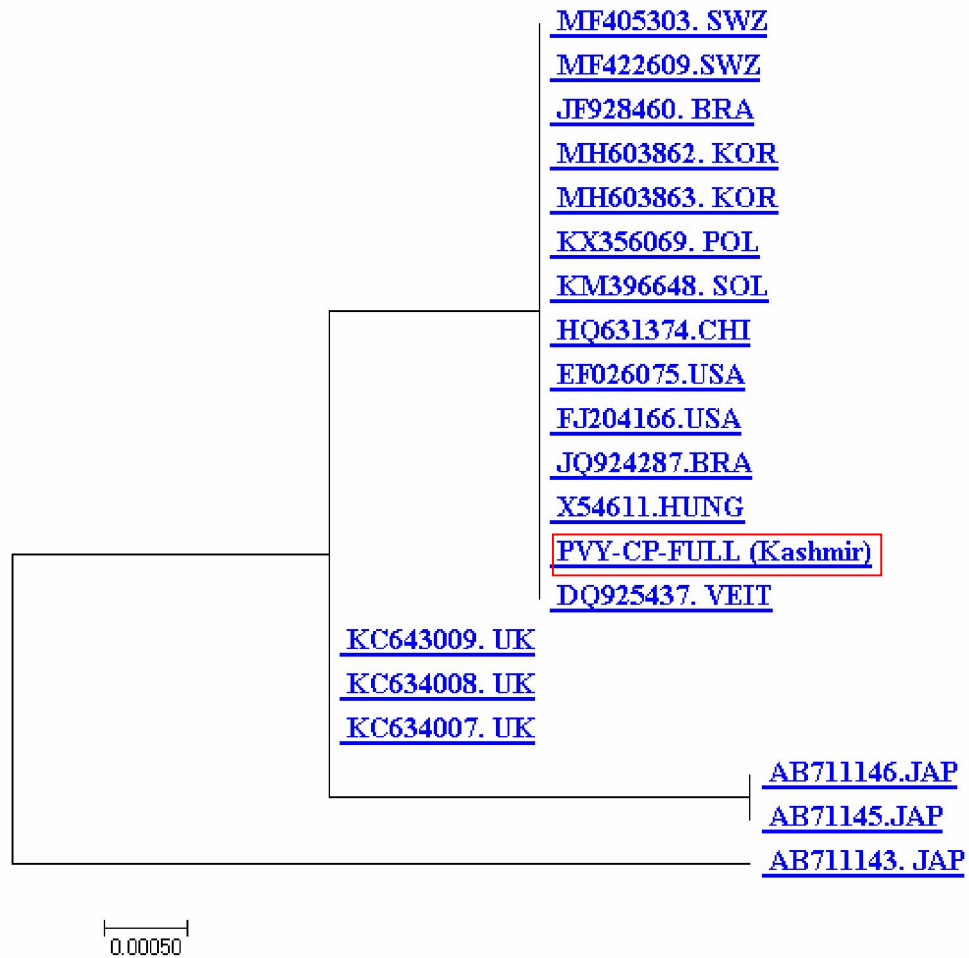 MF405303. SWZ
MF422609.SWZ
JF928460. BRA
MH603862. KOR
MH603863. KOR
KX356069. POL
KM396648. SOL
HQ631374.CHI
EF026075.USA
FJ204166.USA
JQ924287.BRA
X54611.HUNG
PVY-CP-FULL (Kashmir)
DQ925437. VEIT
KC643009. UK
KC634008. UK
KC634007. UK
AB711146.JAP
AB71145.JAP
AB711143. JAP
0.00050